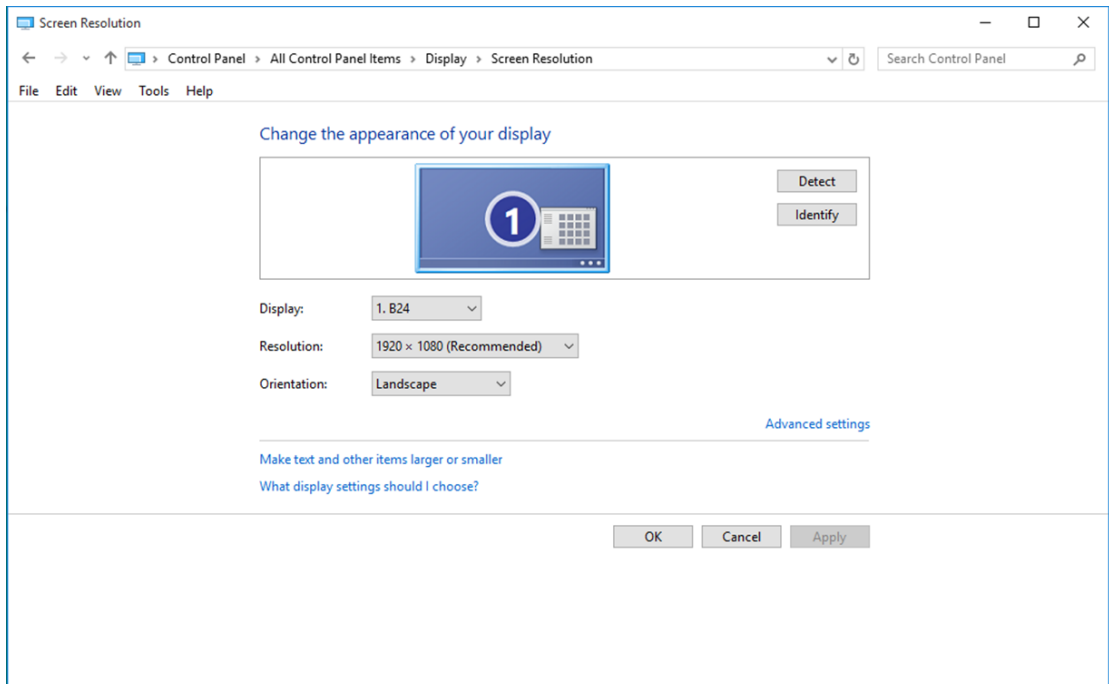 Screen Resolution
Control Panel > All Control Panel Items > Display > Screen Resolution
Search Control Panel
File Edit View Tools Help
Change the appearance of your display
1
Detect
Identify
Display: 1. B24
Resolution: 1920 × 1080 (Recommended)
Orientation: Landscape
Advanced settings
Make text and other items larger or smaller
What display settings should I choose?
OK Cancel Apply